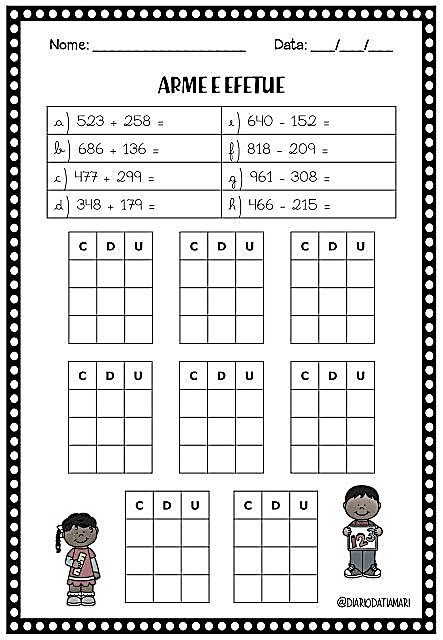 Nome: ____________________ Data: ___/___/___
ARME E EFETUE
a) 523 + 258 = e) 640 - 152 =
b) 686 + 136 = f) 818 - 209 =
c) 477 + 299 = g) 961 - 308 =
d) 348 + 179 = h) 466 - 215 =
C D U C D U C D U
C D U C D U C D U
C D U C D U
123
@DIARIODATIAMARI